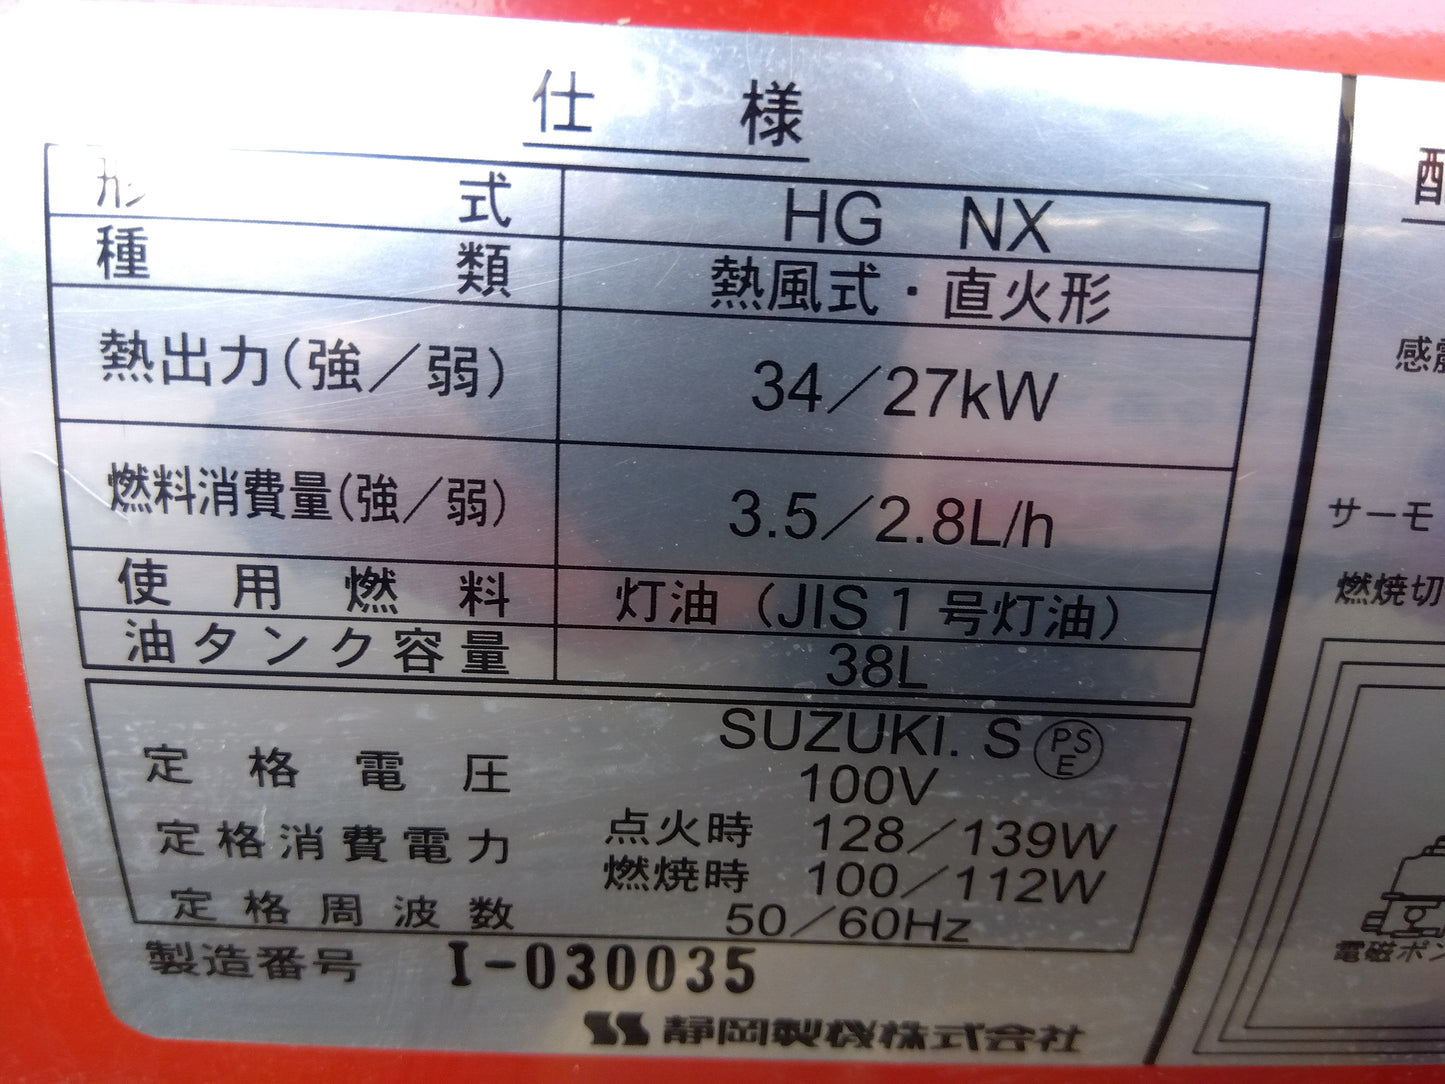 仕様
形式 HG NX
種類 熱風式・直火形
熱出力(強／弱) 34／27kW
燃料消費量(強／弱) 3.5／2.8L/h
使用燃料 灯油（JIS1号灯油）
油タンク容量 38L
SUZUKI. S PSE
定格電圧 100V
定格消費電力 点火時 128／139W
燃焼時 100／112W
定格周波数 50／60Hz
製造番号 I-030035
静岡製機株式会社
配
感震
サーモ
燃焼切
電磁ポン